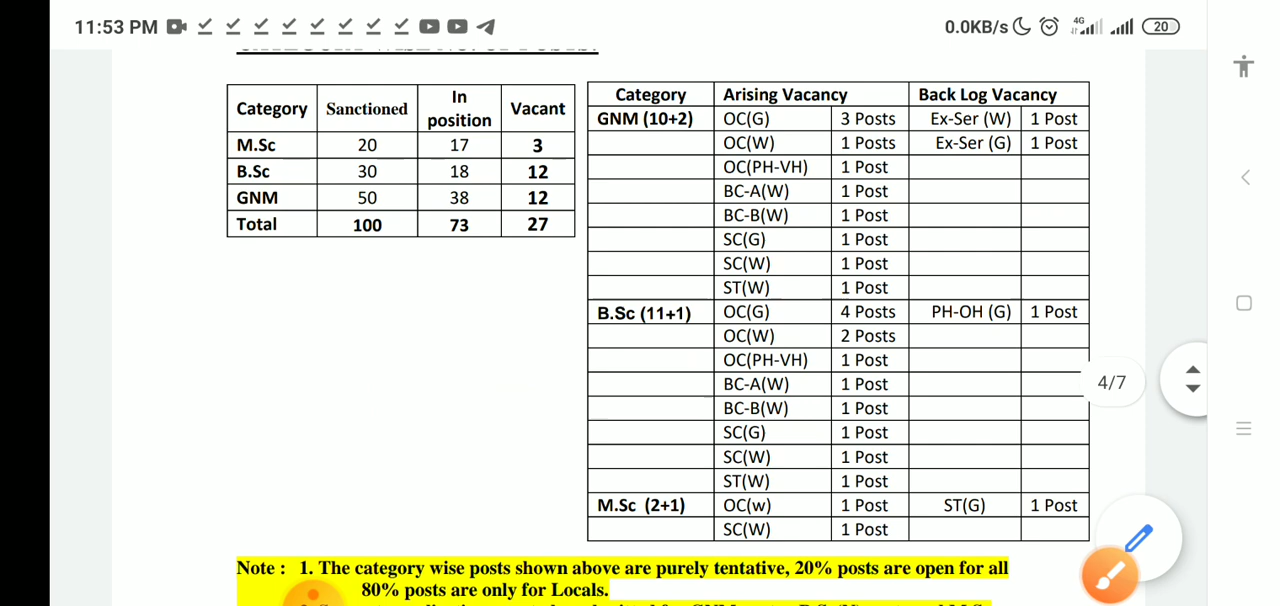 11:53 PM 0.0KB/s 4G 20
Category Sanctioned In position Vacant
M.Sc 20 17 3
B.Sc 30 18 12
GNM 50 38 12
Total 100 73 27
Category Arising Vacancy Back Log Vacancy
GNM (10+2) OC(G) 3 Posts Ex-Ser (W) 1 Post
OC(W) 1 Posts Ex-Ser (G) 1 Post
OC(PH-VH) 1 Post
BC-A(W) 1 Post
BC-B(W) 1 Post
SC(G) 1 Post
SC(W) 1 Post
ST(W) 1 Post
B.Sc (11+1) OC(G) 4 Posts PH-OH (G) 1 Post
OC(W) 2 Posts
OC(PH-VH) 1 Post
BC-A(W) 1 Post
BC-B(W) 1 Post
SC(G) 1 Post
SC(W) 1 Post
ST(W) 1 Post
M.Sc (2+1) OC(w) 1 Post ST(G) 1 Post
SC(W) 1 Post
4/7
Note : 1. The category wise posts shown above are purely tentative, 20% posts are open for all
80% posts are only for Locals.